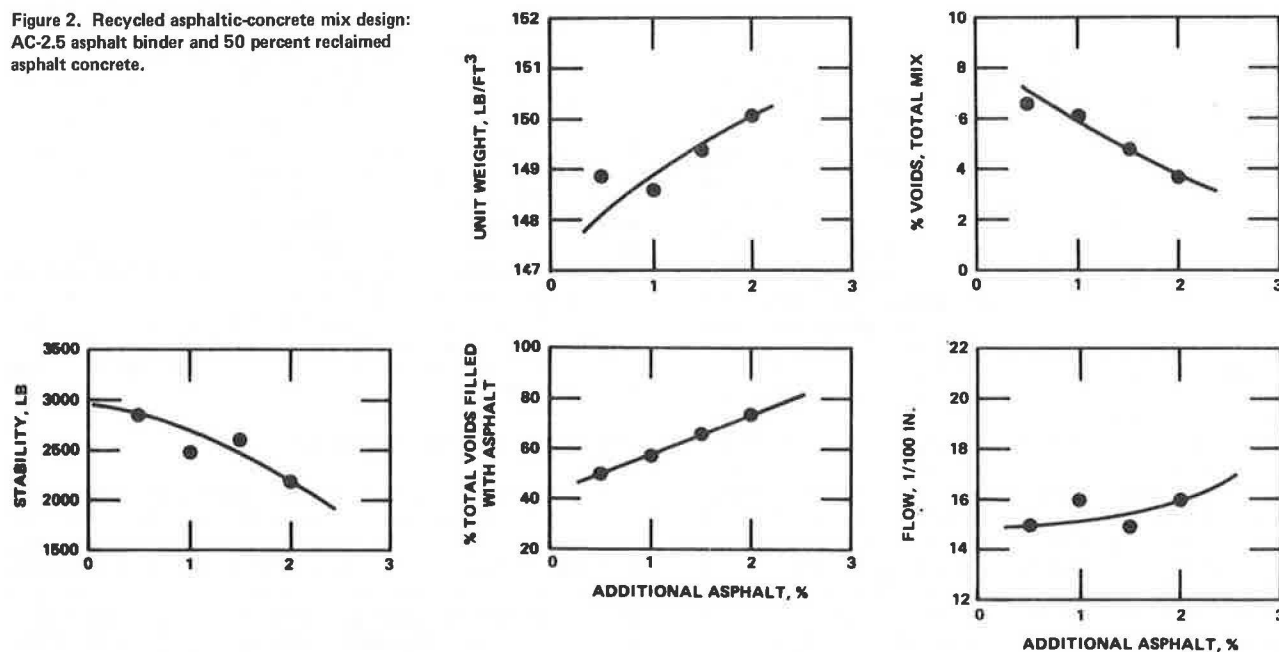 Figure 2. Recycled asphaltic-concrete mix design:
AC-2.5 asphalt binder and 50 percent reclaimed
asphalt concrete.
UNIT WEIGHT, LB/FT3
152
151
150
149
148
147
0 1 2 3
% VOIDS, TOTAL MIX
10
8
6
4
2
0
0 1 2 3
STABILITY, LB
3500
3000
2500
2000
1500
0 1 2 3
% TOTAL VOIDS FILLED
WITH ASPHALT
100
80
60
40
20
0 1 2 3
ADDITIONAL ASPHALT, %
FLOW, 1/100 IN.
22
20
18
16
14
12
0 1 2 3
ADDITIONAL ASPHALT, %